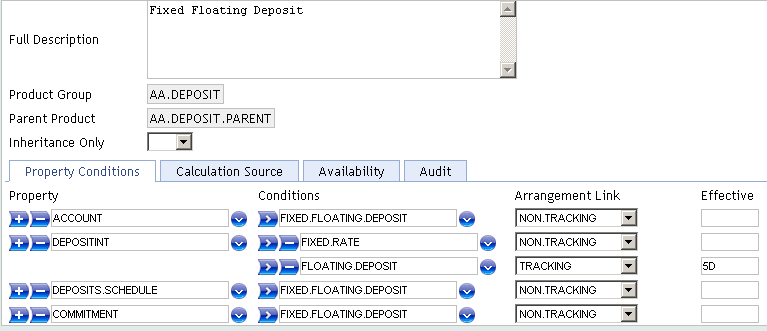 Full Description Fixed Floating Deposit
Product Group AA.DEPOSIT
Parent Product AA.DEPOSIT.PARENT
Inheritance Only
Property Conditions Calculation Source Availability Audit
Property Conditions Arrangement Link Effective
ACCOUNT FIXED.FLOATING.DEPOSIT NON.TRACKING
DEPOSITINT FIXED.RATE NON.TRACKING
FLOATING.DEPOSIT TRACKING 5D
DEPOSITS.SCHEDULE FIXED.FLOATING.DEPOSIT NON.TRACKING
COMMITMENT FIXED.FLOATING.DEPOSIT NON.TRACKING